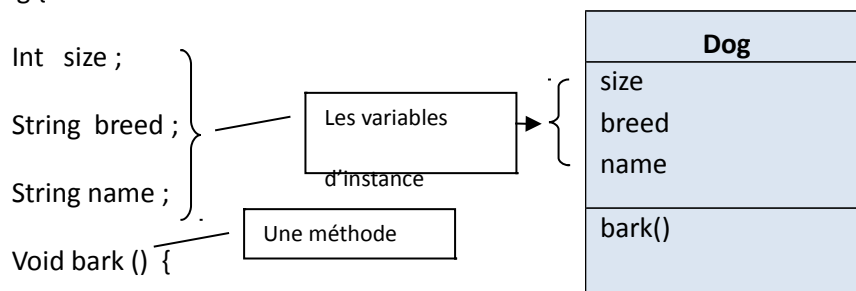 Int size ;
String breed ;
String name ;
Void bark () {
Les variables
d'instance
Une méthode
Dog
size
breed
name
bark()